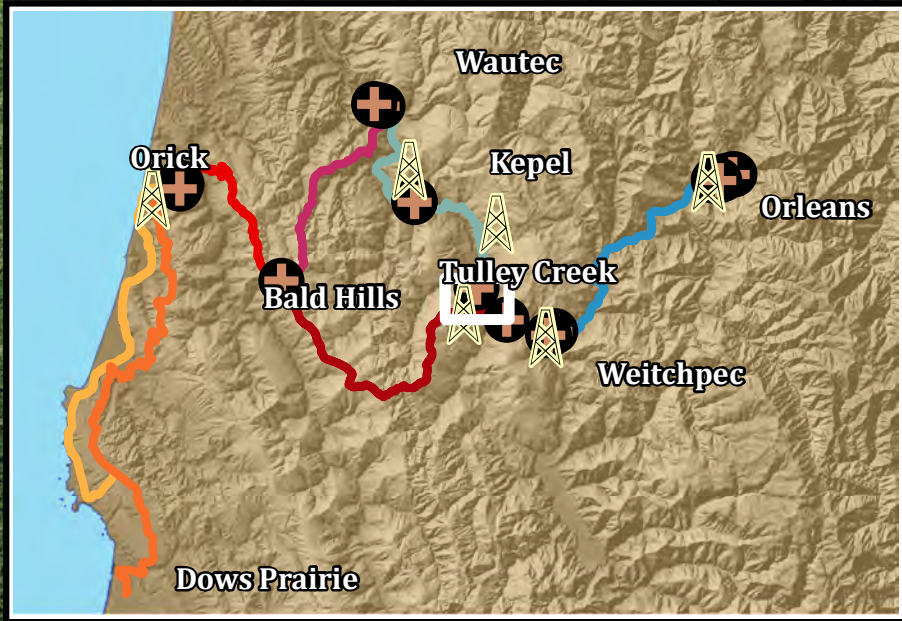 Wautec
Orick
Kepel
Orleans
Tulley Creek
Bald Hills
Weitchpec
Dows Prairie